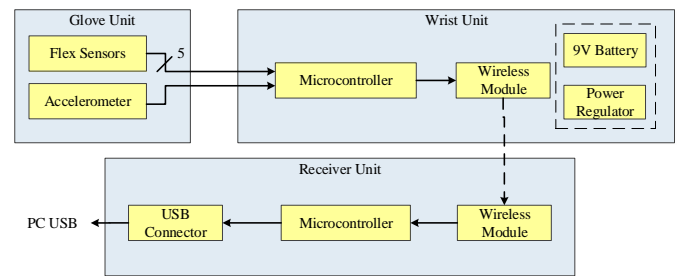 Glove Unit
Flex Sensors
5
Accelerometer
Wrist Unit
Microcontroller
Wireless
Module
9V Battery
Power
Regulator
Receiver Unit
PC USB
USB
Connector
Microcontroller
Wireless
Module